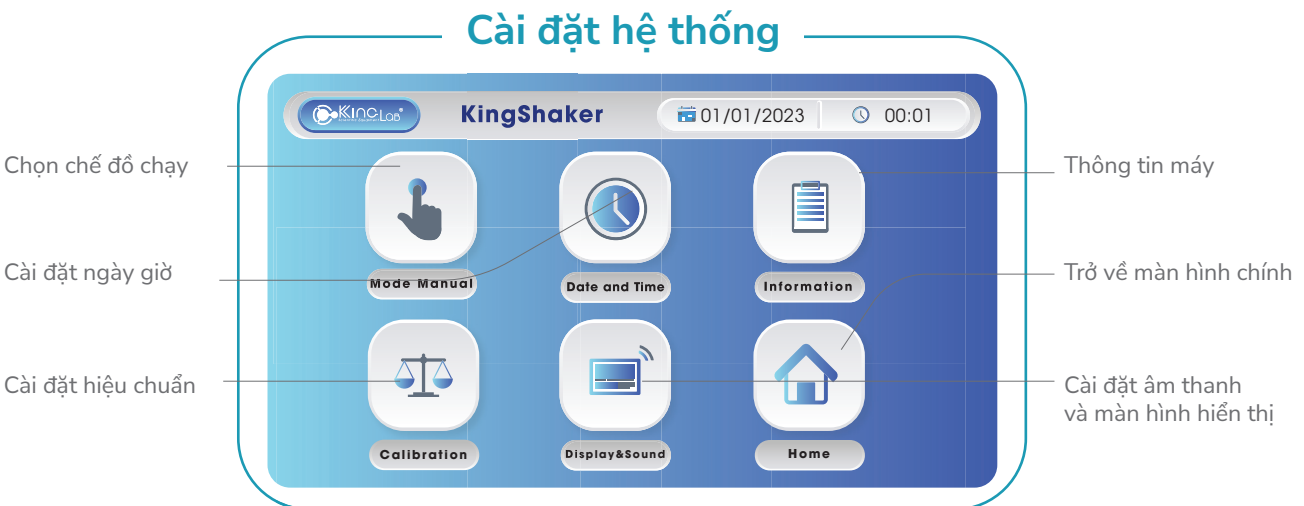 Cài đặt hệ thống
KingLab®
KingShaker
01/01/2023
00:01
Chọn chế đồ chạy
Thông tin máy
Cài đặt ngày giờ
Trở về màn hình chính
Mode Manual
Date and Time
Information
Cài đặt hiệu chuẩn
Cài đặt âm thanh
và màn hình hiển thị
Calibration
Display&Sound
Home